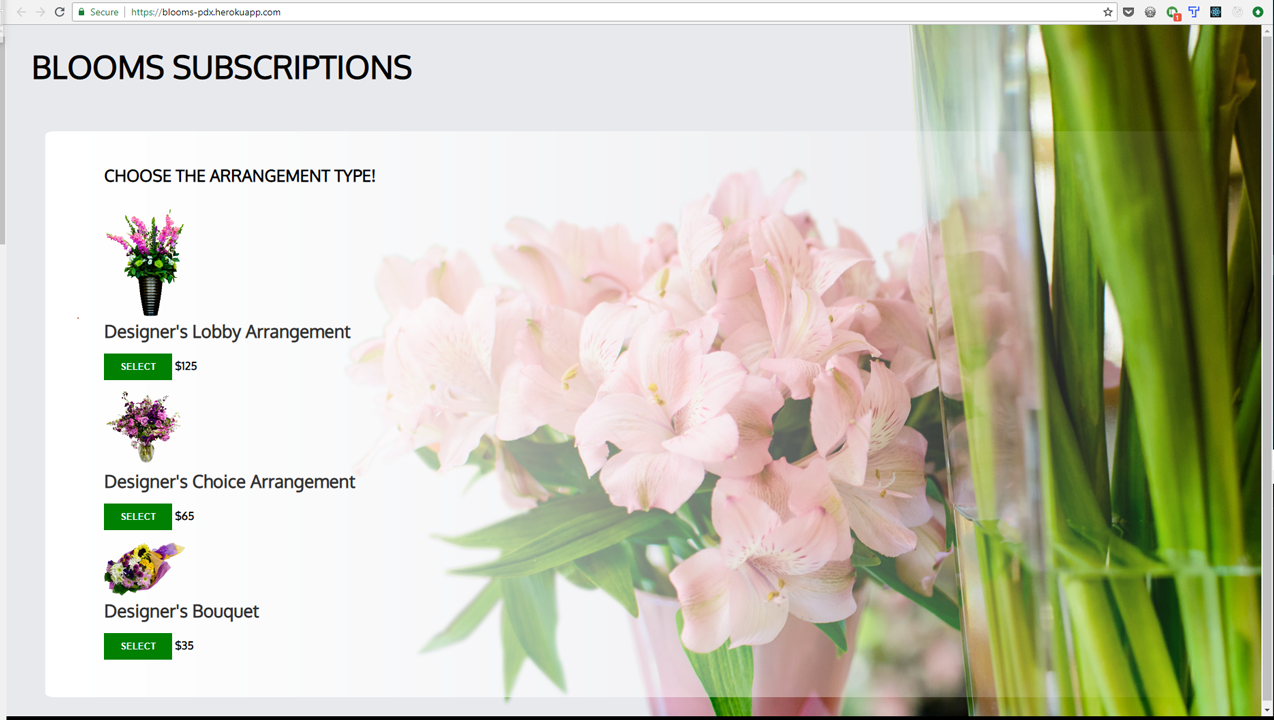 Secure
https://blooms-pdx.herokuapp.com
1
BLOOMS SUBSCRIPTIONS
CHOOSE THE ARRANGEMENT TYPE!
Designer's Lobby Arrangement
SELECT $125
Designer's Choice Arrangement
SELECT $65
Designer's Bouquet
SELECT $35